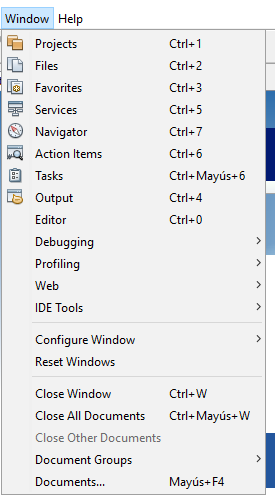 Window Help
Projects Ctrl+1
Files Ctrl+2
Favorites Ctrl+3
Services Ctrl+5
Navigator Ctrl+7
Action Items Ctrl+6
Tasks Ctrl+Mayús+6
Output Ctrl+4
Editor Ctrl+0
Debugging
Profiling
Web
IDE Tools
Configure Window
Reset Windows
Close Window Ctrl+W
Close All Documents Ctrl+Mayús+W
Close Other Documents
Document Groups
Documents... Mayús+F4